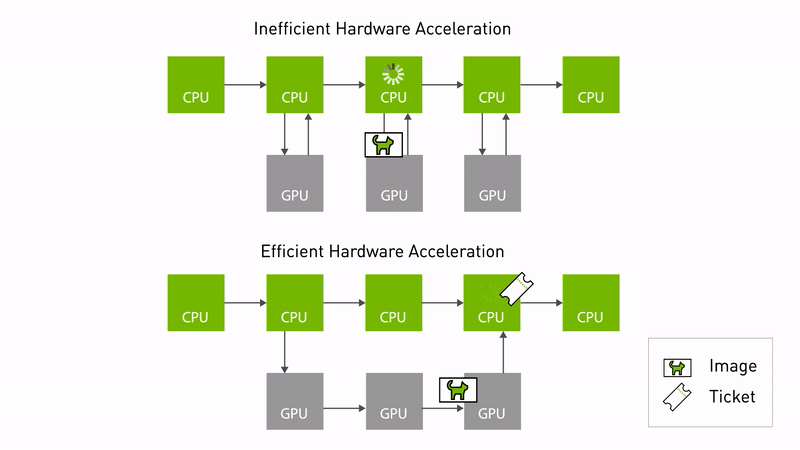 Inefficient Hardware Acceleration
CPU CPU CPU CPU CPU
GPU GPU GPU
Efficient Hardware Acceleration
CPU CPU CPU CPU CPU
GPU GPU GPU
Image
Ticket